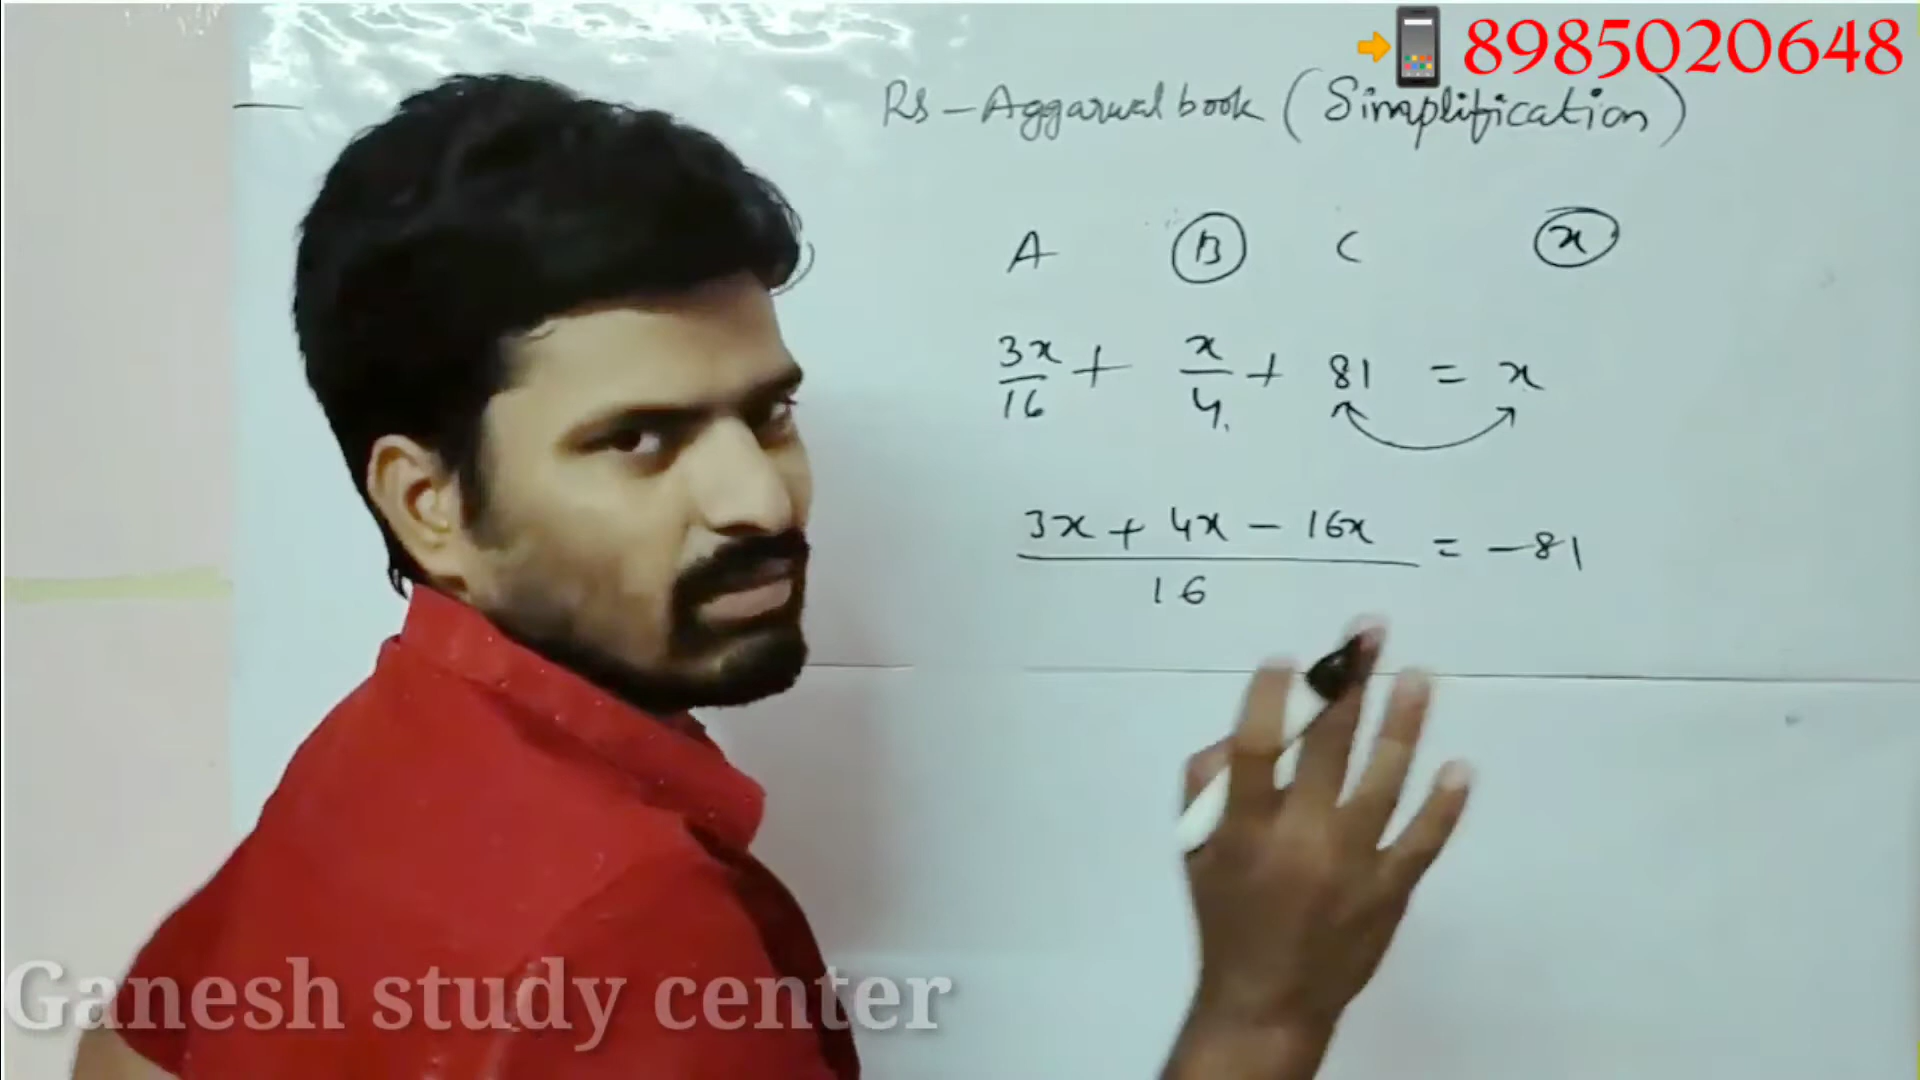 8985020648
RS - Aggarwal book (Simplification)
A B C x
3x/16 + x/4 + 81 = x
3x + 4x - 16x / 16 = -81
Ganesh study center